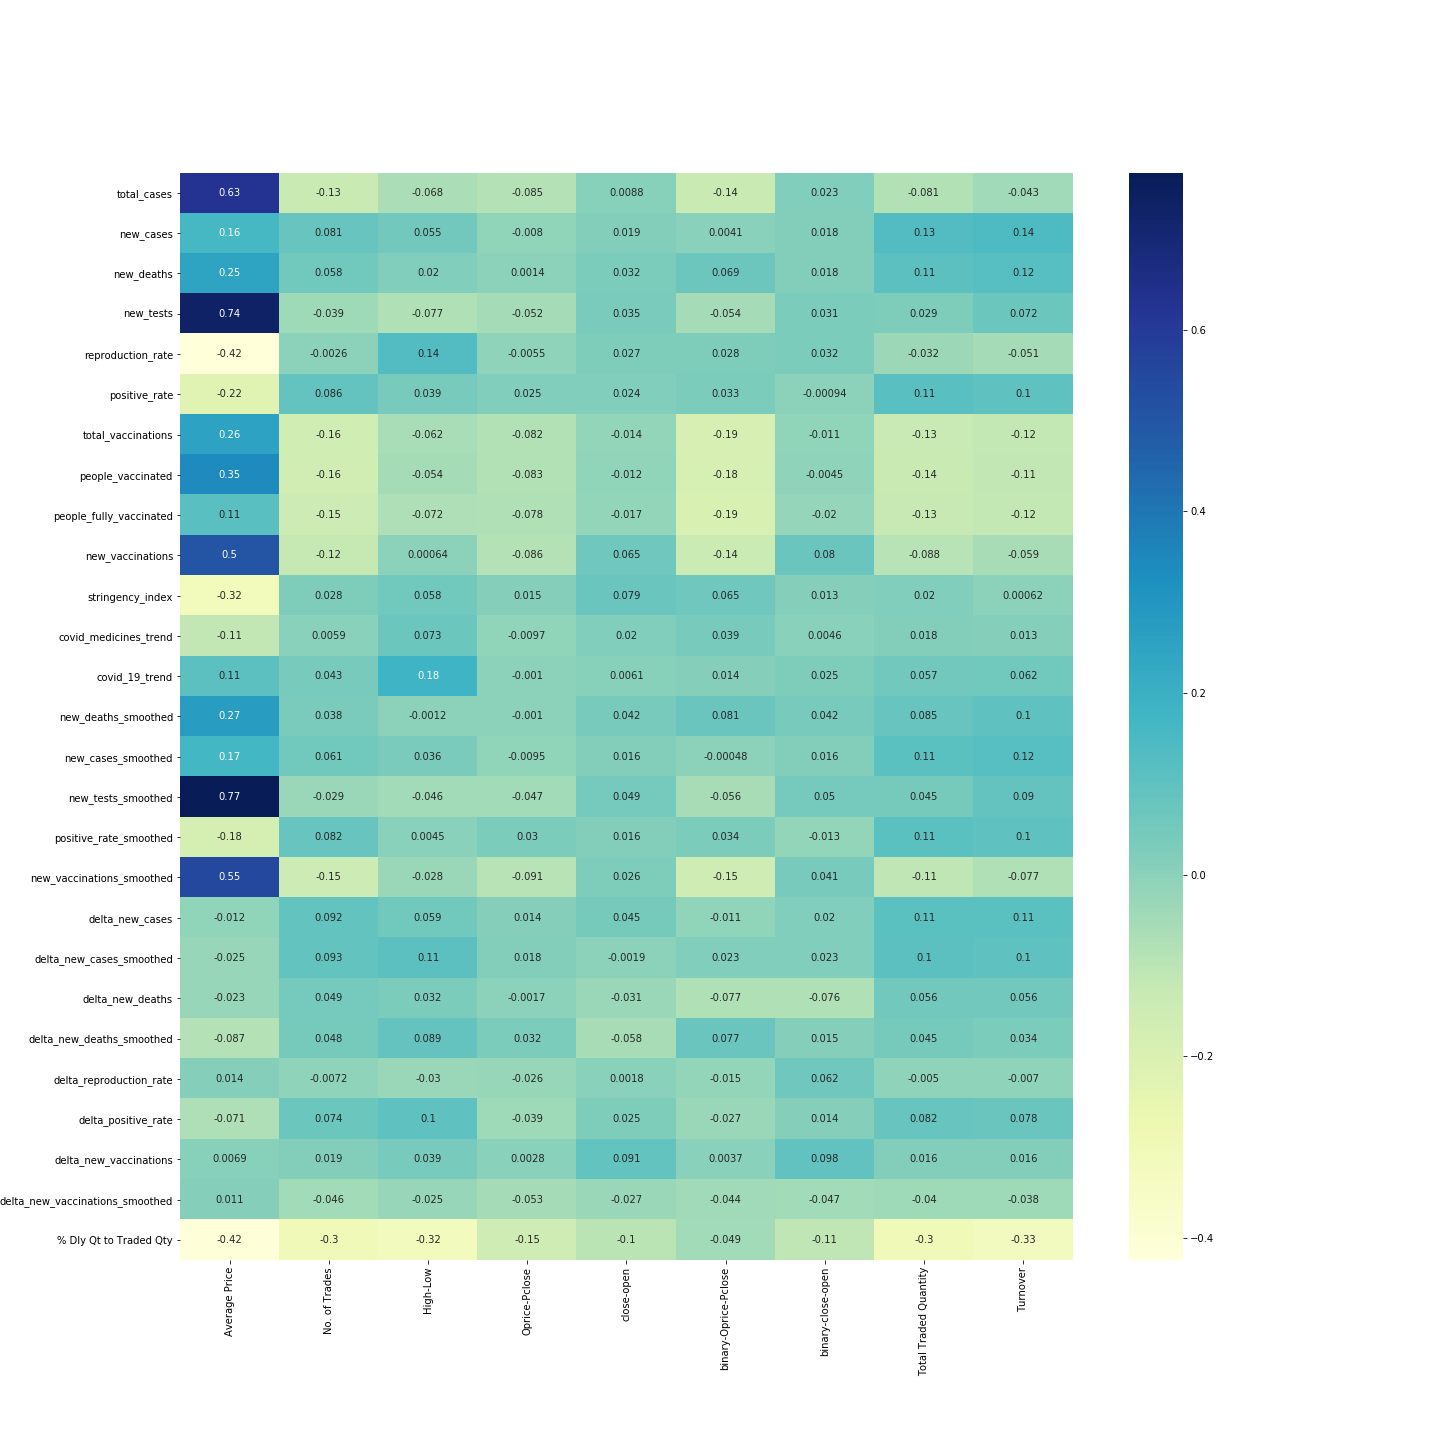 total_cases 0.63 -0.13 -0.068 -0.085 0.0088 -0.14 0.023 -0.081 -0.043
new_cases 0.16 0.081 0.055 -0.008 0.019 0.0041 0.018 0.13 0.14
new_deaths 0.25 0.058 0.02 0.0014 0.032 0.069 0.018 0.11 0.12
new_tests 0.74 -0.039 -0.077 -0.052 0.035 -0.054 0.031 0.029 0.072
0.6
reproduction_rate -0.42 -0.0026 0.14 -0.0055 0.027 0.028 0.032 -0.032 -0.051
positive_rate -0.22 0.086 0.039 0.025 0.024 0.033 -0.00094 0.11 0.1
total_vaccinations 0.26 -0.16 -0.062 -0.082 -0.014 -0.19 -0.011 -0.13 -0.12
people_vaccinated 0.35 -0.16 -0.054 -0.083 -0.012 -0.18 -0.0045 -0.14 -0.11
0.4
people_fully_vaccinated 0.11 -0.15 -0.072 -0.078 -0.017 -0.19 -0.02 -0.13 -0.12
new_vaccinations 0.5 -0.12 0.00064 -0.086 0.065 -0.14 0.08 -0.088 -0.059
stringency_index -0.32 0.028 0.058 0.015 0.079 0.065 0.013 0.02 0.00062
covid_medicines_trend -0.11 0.0059 0.073 -0.0097 0.02 0.039 0.0046 0.018 0.013
covid_19_trend 0.11 0.043 0.18 -0.001 0.0061 0.014 0.025 0.057 0.062
0.2
new_deaths_smoothed 0.27 0.038 -0.0012 -0.001 0.042 0.081 0.042 0.085 0.1
new_cases_smoothed 0.17 0.061 0.036 -0.0095 0.016 -0.00048 0.016 0.11 0.12
new_tests_smoothed 0.77 -0.029 -0.046 -0.047 0.049 -0.056 0.05 0.045 0.09
positive_rate_smoothed -0.18 0.082 0.0045 0.03 0.016 0.034 -0.013 0.11 0.1
0.0
new_vaccinations_smoothed 0.55 -0.15 -0.028 -0.091 0.026 -0.15 0.041 -0.11 -0.077
delta_new_cases -0.012 0.092 0.059 0.014 0.045 -0.011 0.02 0.11 0.11
delta_new_cases_smoothed -0.025 0.093 0.11 0.018 -0.0019 0.023 0.023 0.1 0.1
delta_new_deaths -0.023 0.049 0.032 -0.0017 -0.031 -0.077 -0.076 0.056 0.056
delta_new_deaths_smoothed -0.087 0.048 0.089 0.032 -0.058 0.077 0.015 0.045 0.034
−0.2
delta_reproduction_rate 0.014 -0.0072 -0.03 -0.026 0.0018 -0.015 0.062 -0.005 -0.007
delta_positive_rate -0.071 0.074 0.1 -0.039 0.025 -0.027 0.014 0.082 0.078
delta_new_vaccinations 0.0069 0.019 0.039 0.0028 0.091 0.0037 0.098 0.016 0.016
delta_new_vaccinations_smoothed 0.011 -0.046 -0.025 -0.053 -0.027 -0.044 -0.047 -0.04 -0.038
% Dly Qt to Traded Qty -0.42 -0.3 -0.32 -0.15 -0.1 -0.049 -0.11 -0.3 -0.33
−0.4
Average Price
No. of Trades
High-Low
Oprice-Pclose
close-open
binary-Oprice-Pclose
binary-close-open
Total Traded Quantity
Turnover